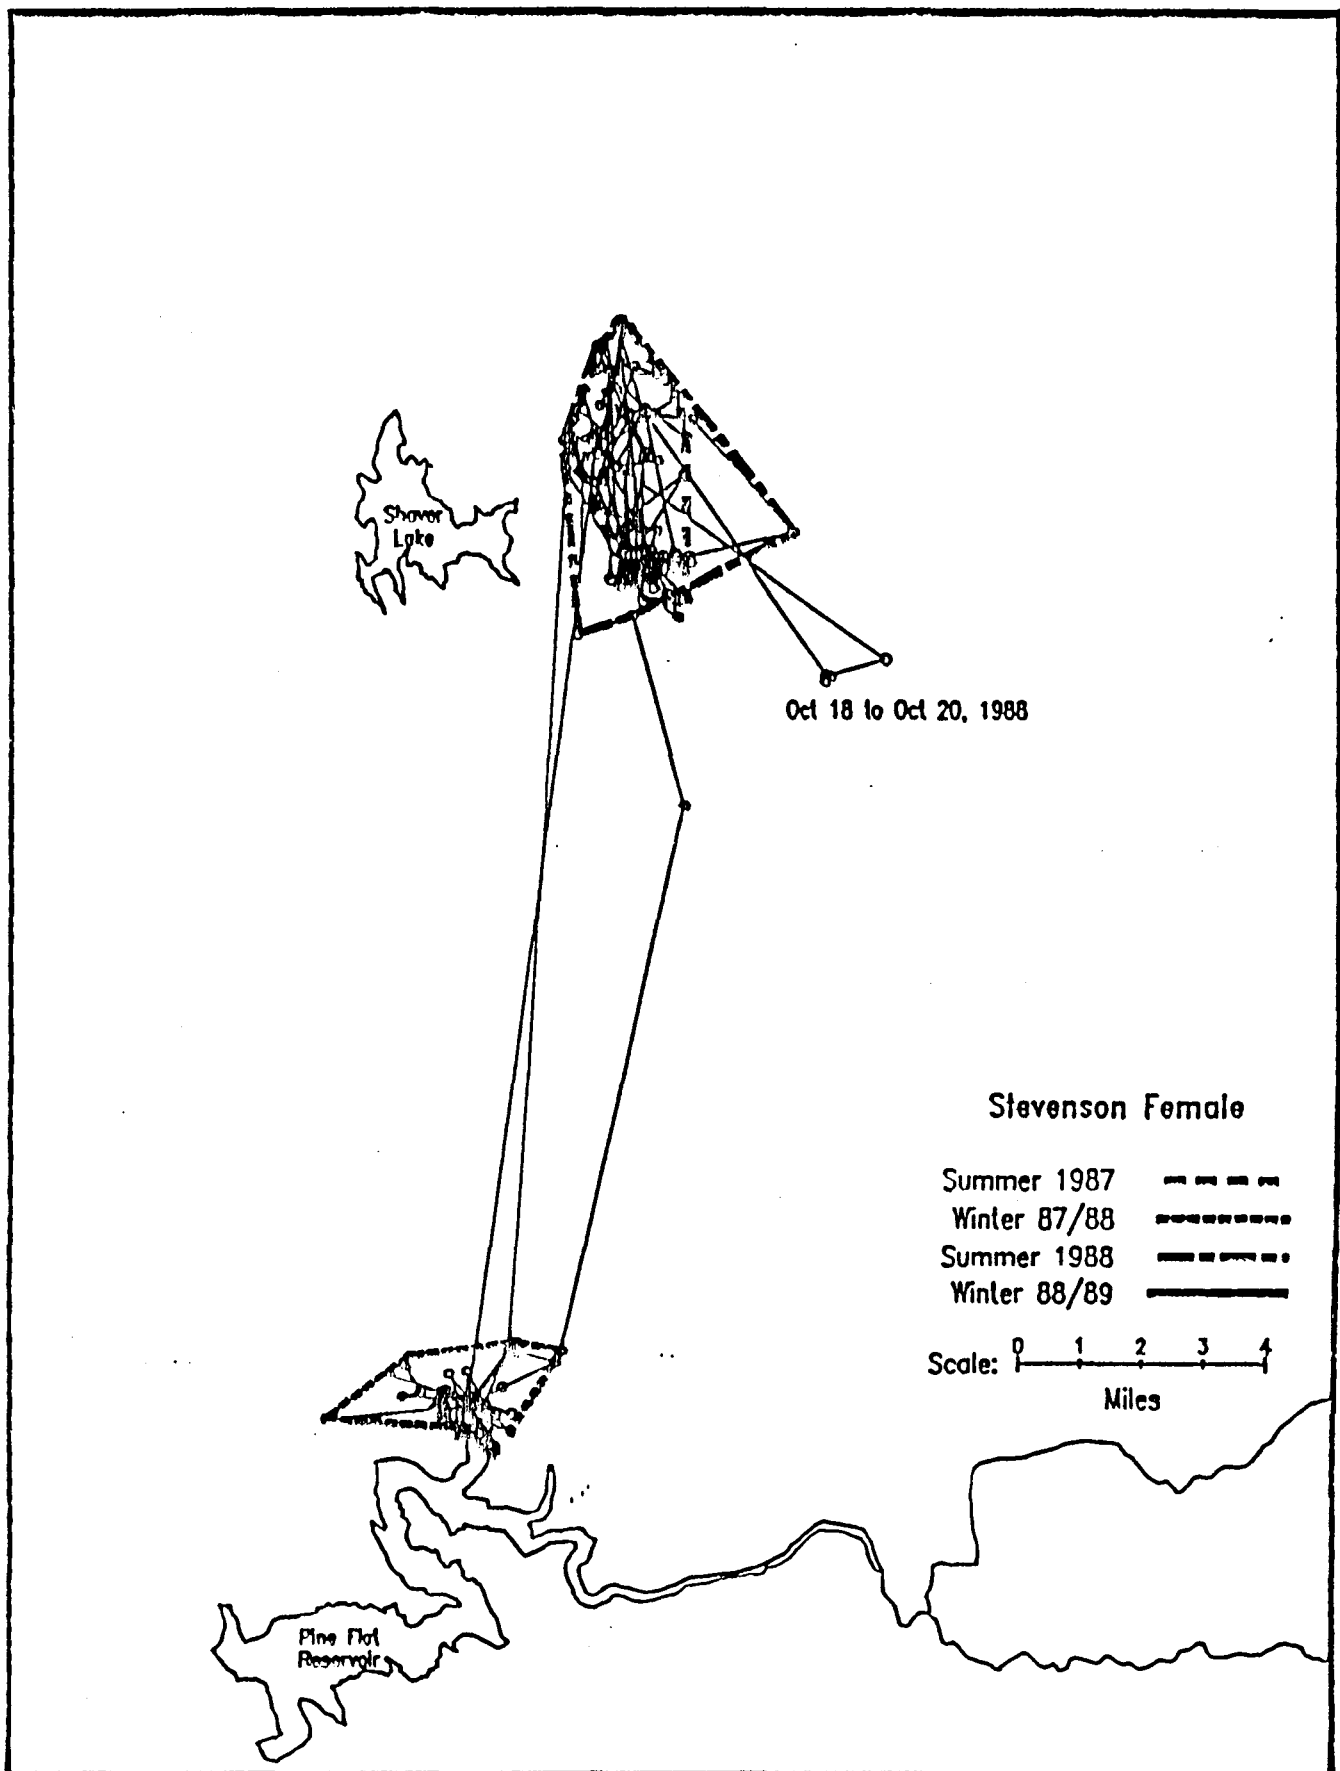 Shaver
Lake
Oct 18 to Oct 20, 1988
Stevenson Female
Summer 1987
Winter 87/88
Summer 1988
Winter 88/89
Scale: 0 1 2 3 4
Miles
Pine Flat
Reservoir